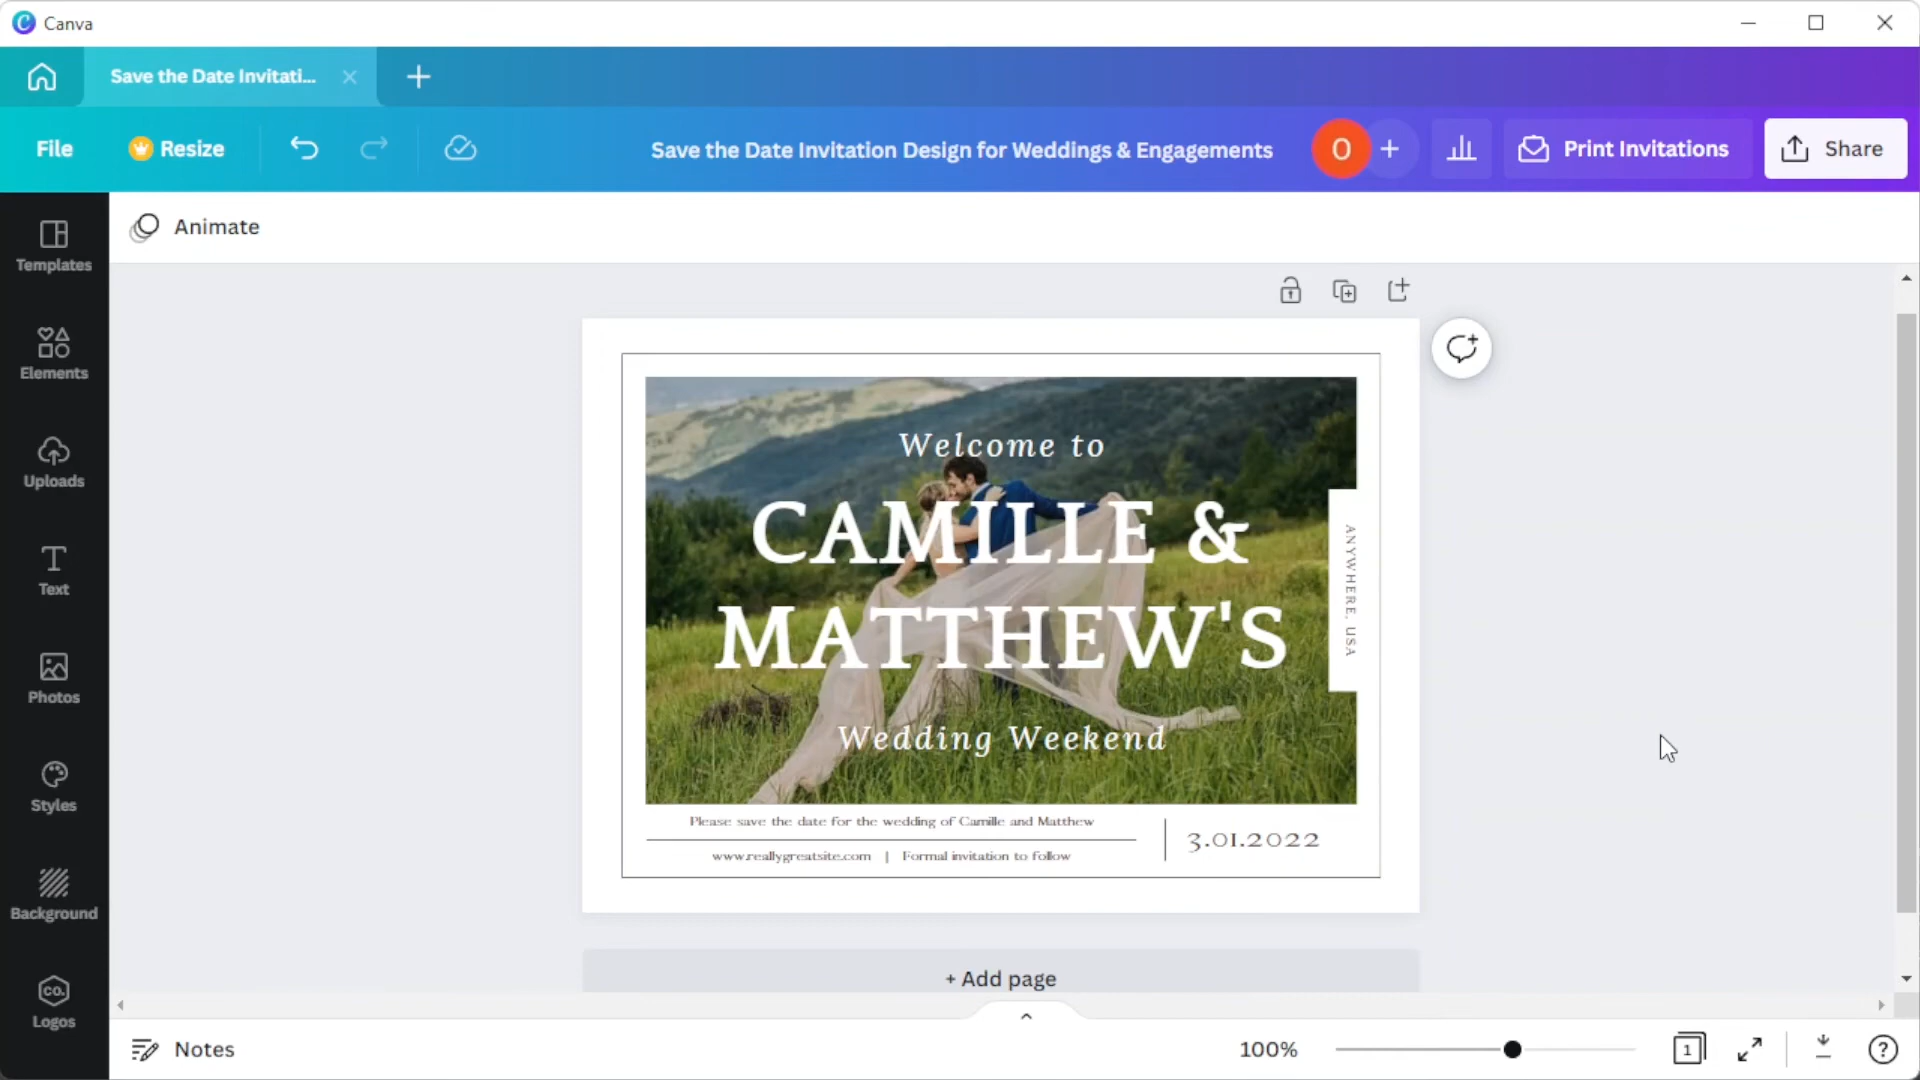 Canva
Save the Date Invitati...
File
Resize
Save the Date Invitation Design for Weddings & Engagements
O
Print Invitations
Share
Animate
Templates
Elements
Uploads
Text
Photos
Styles
Background
CO.
Logos
Welcome to
CAMILLE &
MATTHEW'S
Wedding Weekend
ANYWHERE, USA
Please save the date for the wedding of Camille and Matthew
www.reallygreatsite.com | Formal invitation to follow
3.01.2022
+ Add page
Notes
100%
1